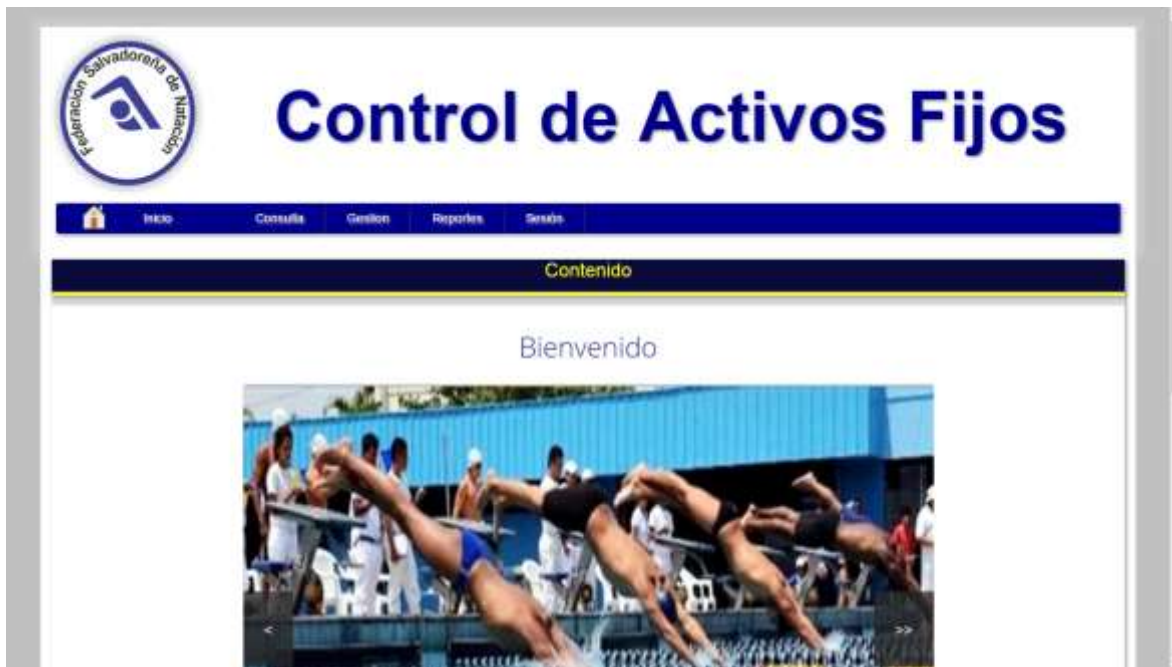 Federacion Salvadoreña de Natación
Control de Activos Fijos
Inicio Consulta Gestion Reportes Sesión
Contenido
Bienvenido
< >>